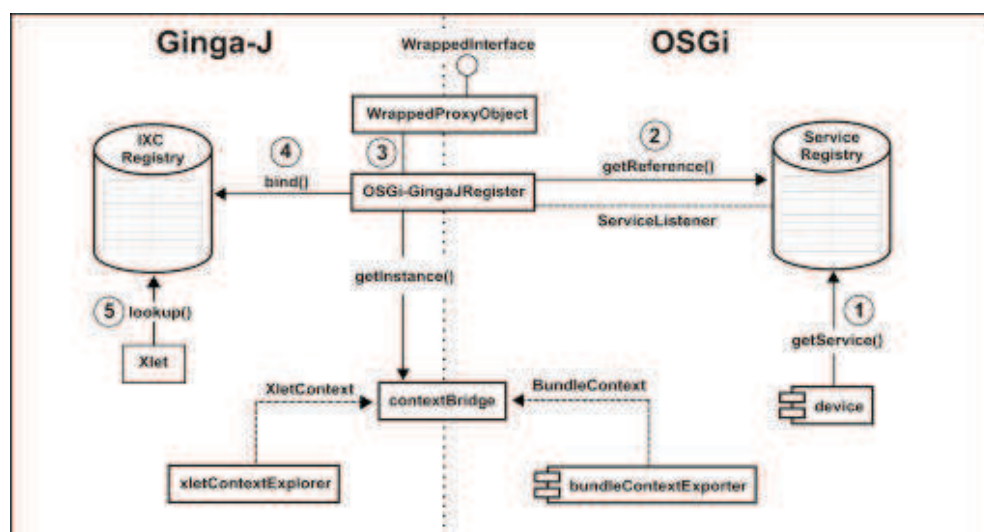 Ginga-J
OSGi
WrappedInterface
WrappedProxyObject
IXC
Registry
Service
Registry
4
bind()
3
2
getReference()
OSGi-GingaJRegister
ServiceListener
getInstance()
5 lookup()
1
getService()
Xlet
XletContext
BundleContext
contextBridge
device
xletContextExplorer
bundleContextExporter